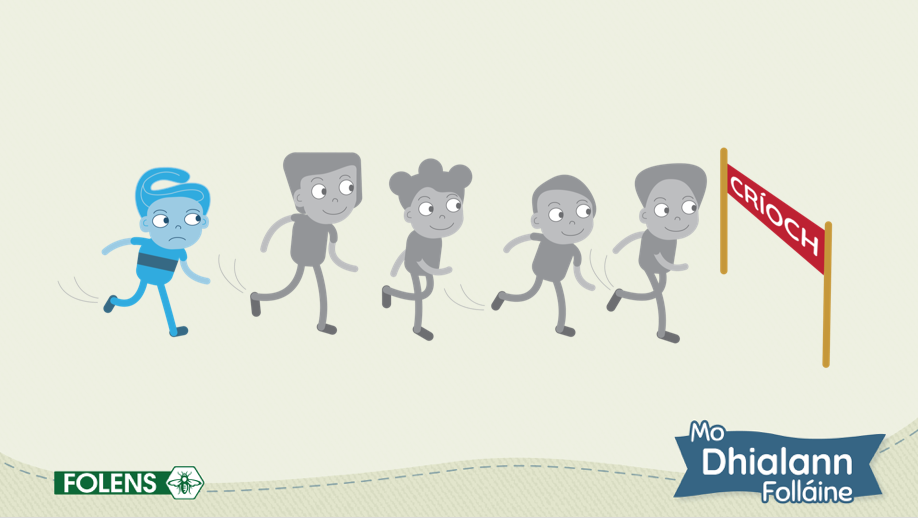 CRÍOCH
FOLENS
Mo
Dhialann
Folláine